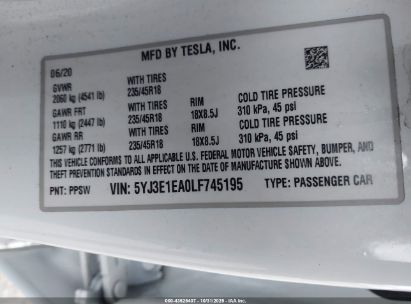 MFD BY TESLA, INC.
06/20
GVWR WITH TIRES
2060 kg (4541 lb) 235/45R18 RIM COLD TIRE PRESSURE
GAWR FRT WITH TIRES 18X8.5J 310 kPa, 45 psi
1110 kg (2447 lb) 235/45R18 RIM COLD TIRE PRESSURE
GAWR RR WITH TIRES 18X8.5J 310 kPa, 45 psi
1257 kg (2771 lb) 235/45R18
THIS VEHICLE CONFORMS TO ALL APPLICABLE U.S. FEDERAL MOTOR VEHICLE SAFETY, BUMPER, AND
THEFT PREVENTION STANDARDS IN EFFECT ON THE DATE OF MANUFACTURE SHOWN ABOVE.
PNT: PPSW VIN: 5YJ3E1EA0LF745195 TYPE: PASSENGER CAR